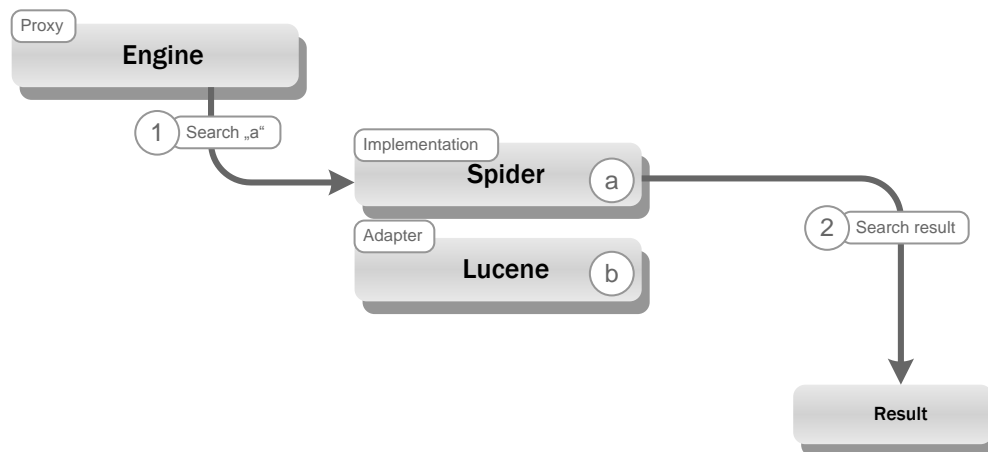 Proxy
Engine
1 Search „a“
Implementation
Spider a
2 Search result
Adapter
Lucene b
Result